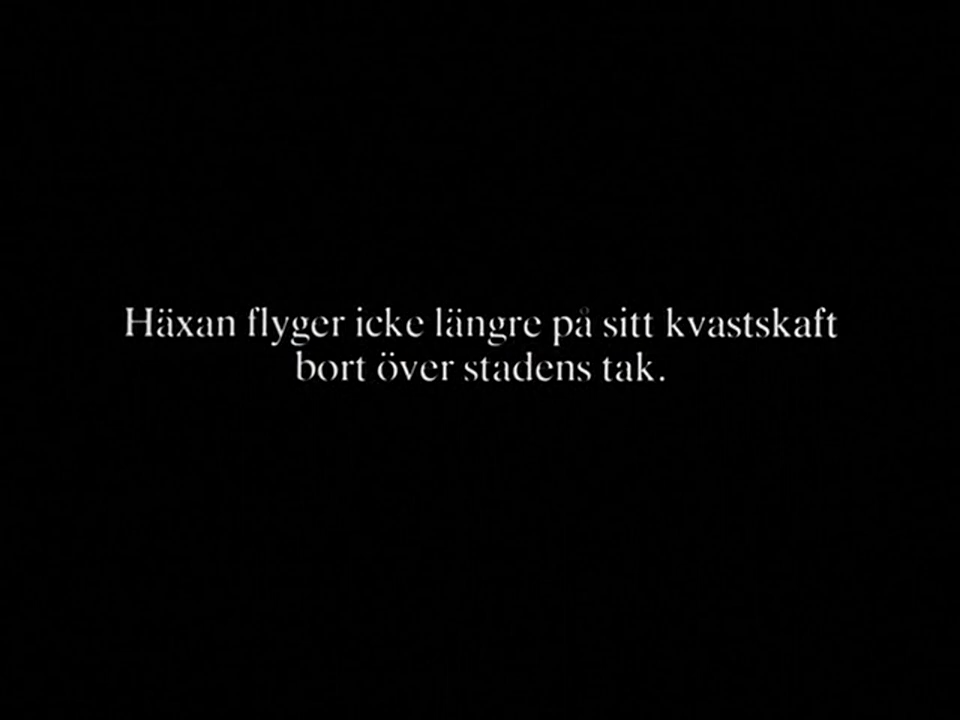 Häxan flyger icke längre på sitt kvastskaft
bort över stadens tak.